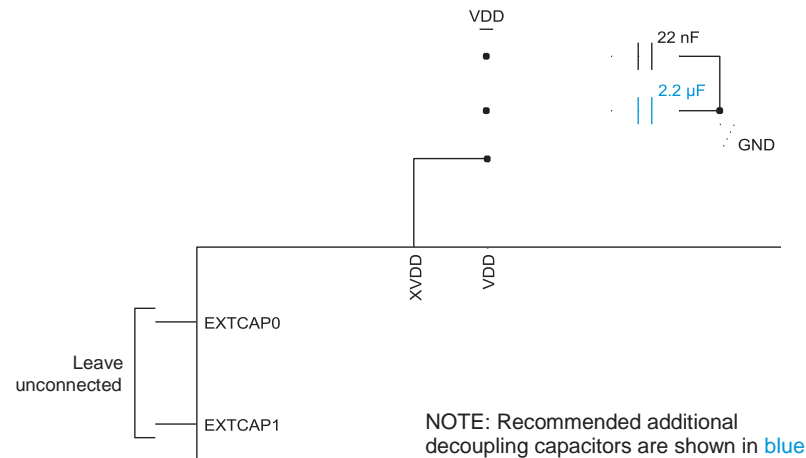 VDD
22 nF
2.2 µF
GND
XVDD
VDD
EXTCAP0
Leave
unconnected
EXTCAP1
NOTE: Recommended additional
decoupling capacitors are shown in blue